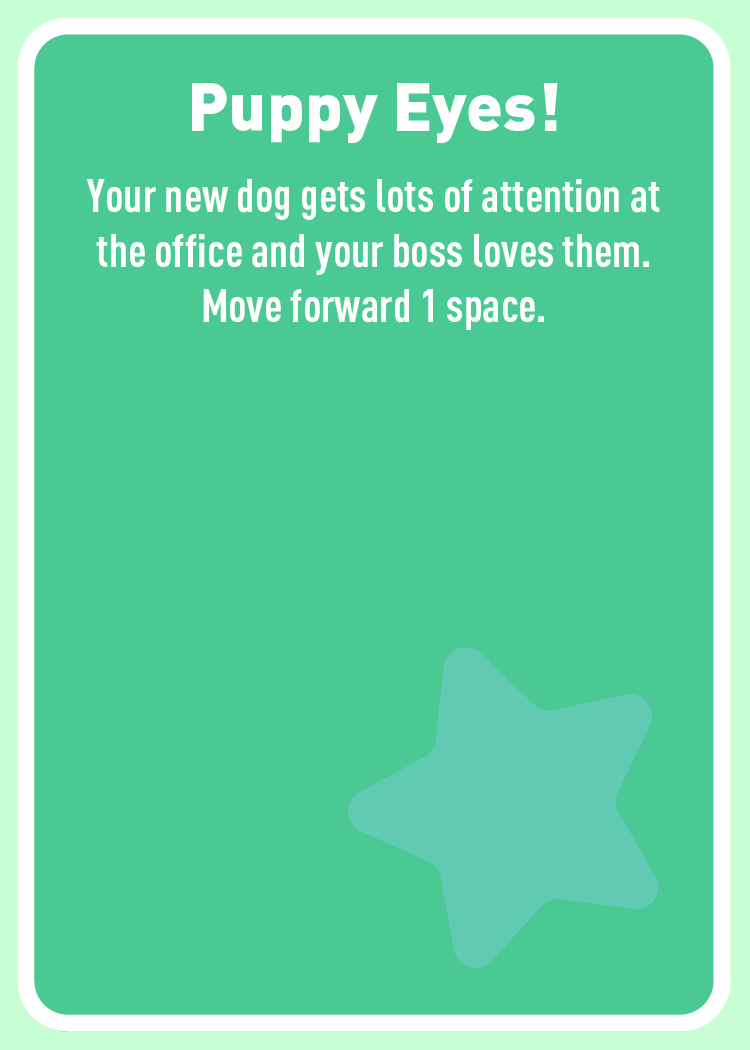 Puppy Eyes!
Your new dog gets lots of attention at
the office and your boss loves them.
Move forward 1 space.